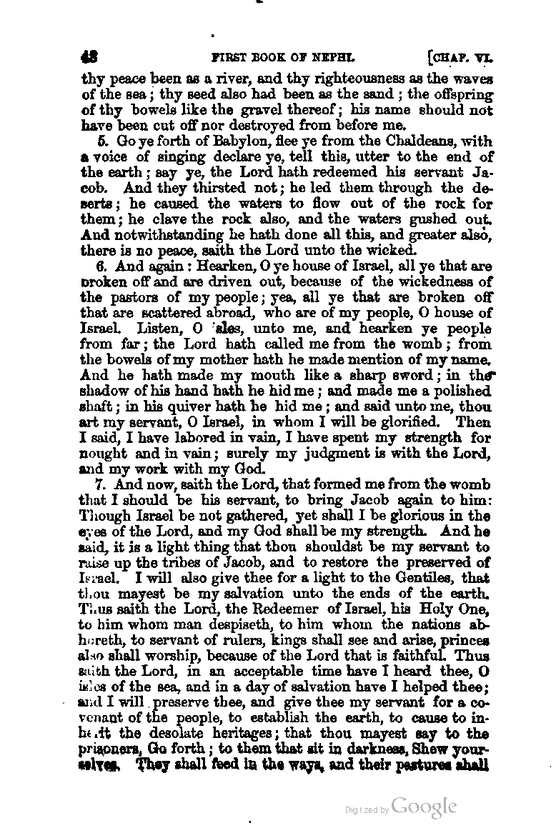 48 FIRST BOOK OF NEPHI. [CHAP. VI.
thy peace been as a river, and thy righteousness as the waves
of the sea; thy seed also had been as the sand; the offspring
of thy bowels like the gravel thereof; his name should not
have been cut off nor destroyed from before me.
5. Go ye forth of Babylon, flee ye from the Chaldeans, with
a voice of singing declare ye, tell this, utter to the end of
the earth; say ye, the Lord hath redeemed his servant Ja-
cob. And they thirsted not; he led them through the de-
serts; he caused the waters to flow out of the rock for
them; he clave the rock also, and the waters gushed out.
And notwithstanding he hath done all this, and greater also,
there is no peace, saith the Lord unto the wicked.
6. And again: Hearken, O ye house of Israel, all ye that are
broken off and are driven out, because of the wickedness of
the pastors of my people; yea, all ye that are broken off
that are scattered abroad, who are of my people, O house of
Israel. Listen, O isles, unto me, and hearken ye people
from far; the Lord hath called me from the womb; from
the bowels of my mother hath he made mention of my name.
And he hath made my mouth like a sharp sword; in the
shadow of his hand hath he hid me; and made me a polished
shaft; in his quiver hath he hid me; and said unto me, thou
art my servant, O Israel, in whom I will be glorified. Then
I said, I have labored in vain, I have spent my strength for
nought and in vain; surely my judgment is with the Lord,
and my work with my God.
7. And now, saith the Lord, that formed me from the womb
that I should be his servant, to bring Jacob again to him:
Though Israel be not gathered, yet shall I be glorious in the
eyes of the Lord, and my God shall be my strength. And he
said, it is a light thing that thou shouldst be my servant to
raise up the tribes of Jacob, and to restore the preserved of
Israel. I will also give thee for a light to the Gentiles, that
thou mayest be my salvation unto the ends of the earth.
Thus saith the Lord, the Redeemer of Israel, his Holy One,
to him whom man despiseth, to him whom the nations ab-
horreth, to servant of rulers, kings shall see and arise, princes
also shall worship, because of the Lord that is faithful. Thus
saith the Lord, in an acceptable time have I heard thee, O
isles of the sea, and in a day of salvation have I helped thee;
and I will preserve thee, and give thee my servant for a co-
venant of the people, to establish the earth, to cause to in-
herit the desolate heritages; that thou mayest say to the
prisoners, Go forth; to them that sit in darkness, Shew your-
selves. They shall feed in the ways, and their pastures shall
Digitized by Google